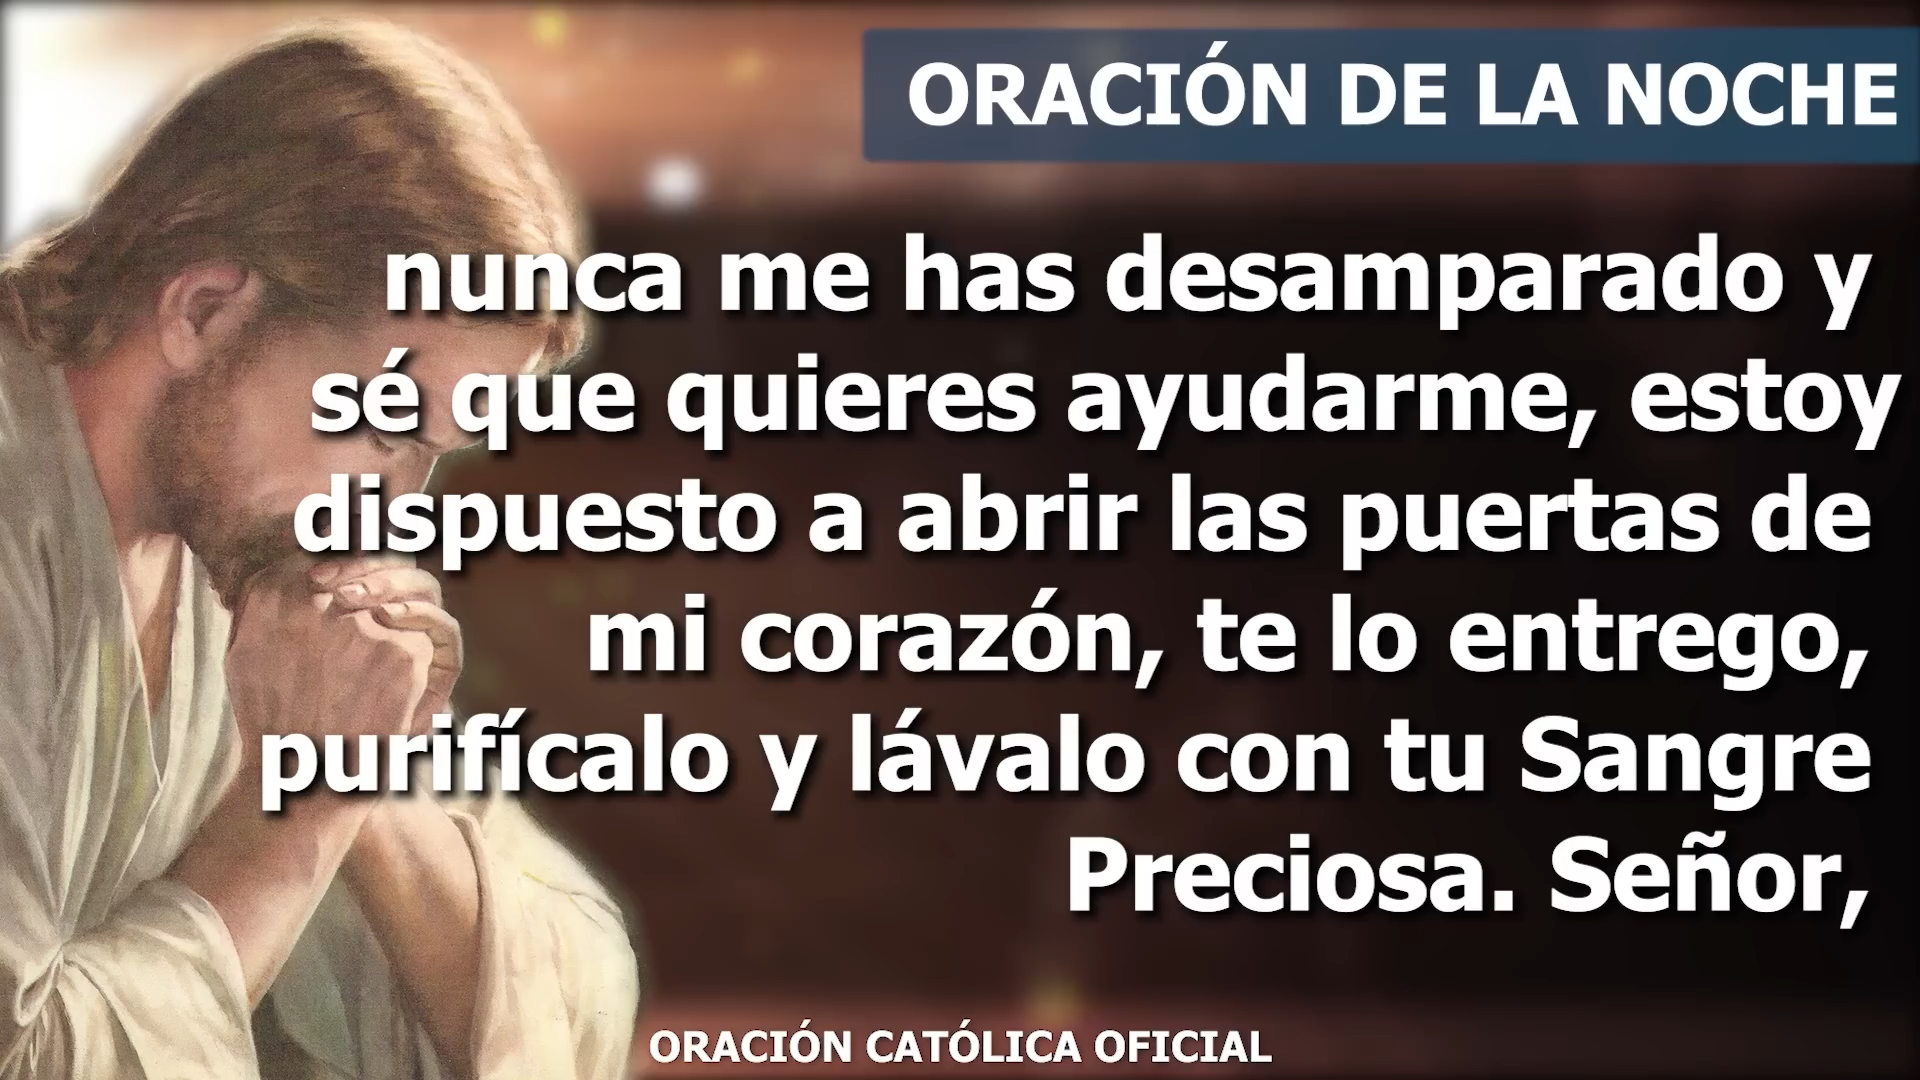 ORACIÓN DE LA NOCHE
nunca me has desamparado y
sé que quieres ayudarme, estoy
dispuesto a abrir las puertas de
mi corazón, te lo entrego,
purifícalo y lávalo con tu Sangre
Preciosa. Señor,
ORACIÓN CATÓLICA OFICIAL